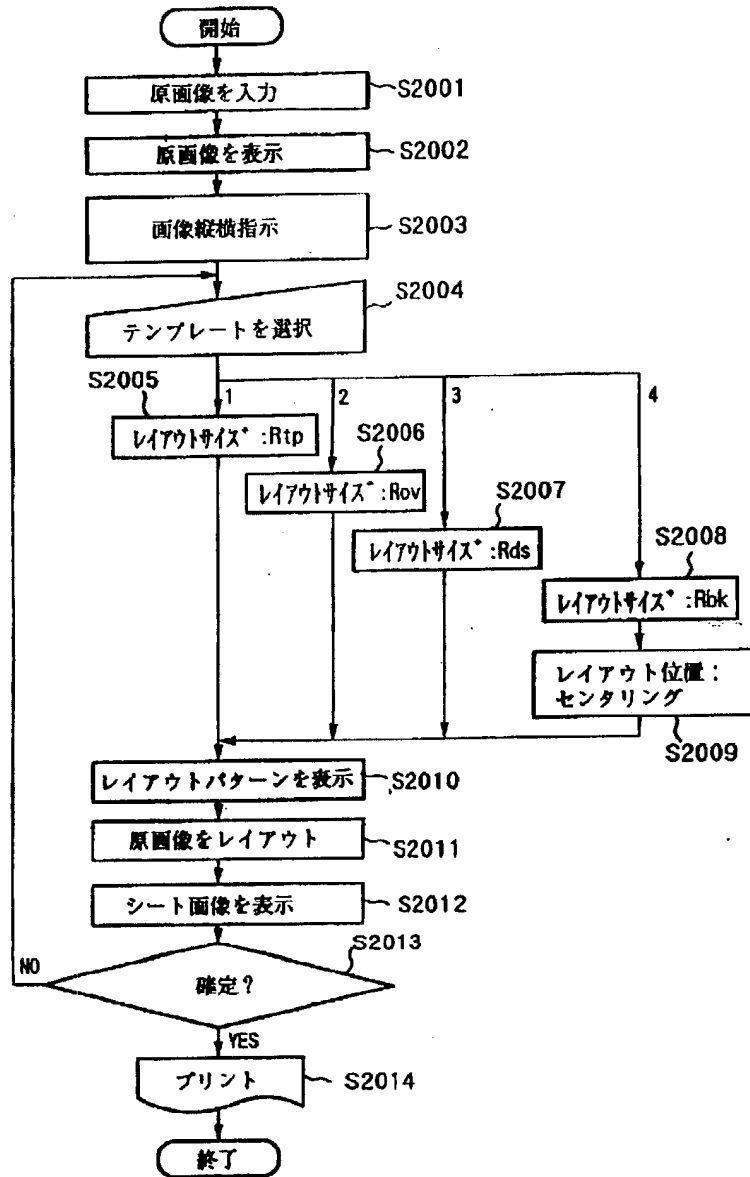 開始
原画像を入力
S2001
原画像を表示
S2002
画像縦横指示
S2003
テンプレートを選択
S2004
1
2
3
4
S2005
レイアウトサイズ:Rtp
S2006
レイアウトサイズ:Rov
S2007
レイアウトサイズ:Rds
S2008
レイアウトサイズ:Rbk
レイアウト位置:
センタリング
S2009
レイアウトパターンを表示
S2010
原画像をレイアウト
S2011
シート画像を表示
S2012
S2013
NO
確定?
YES
プリント
S2014
終了